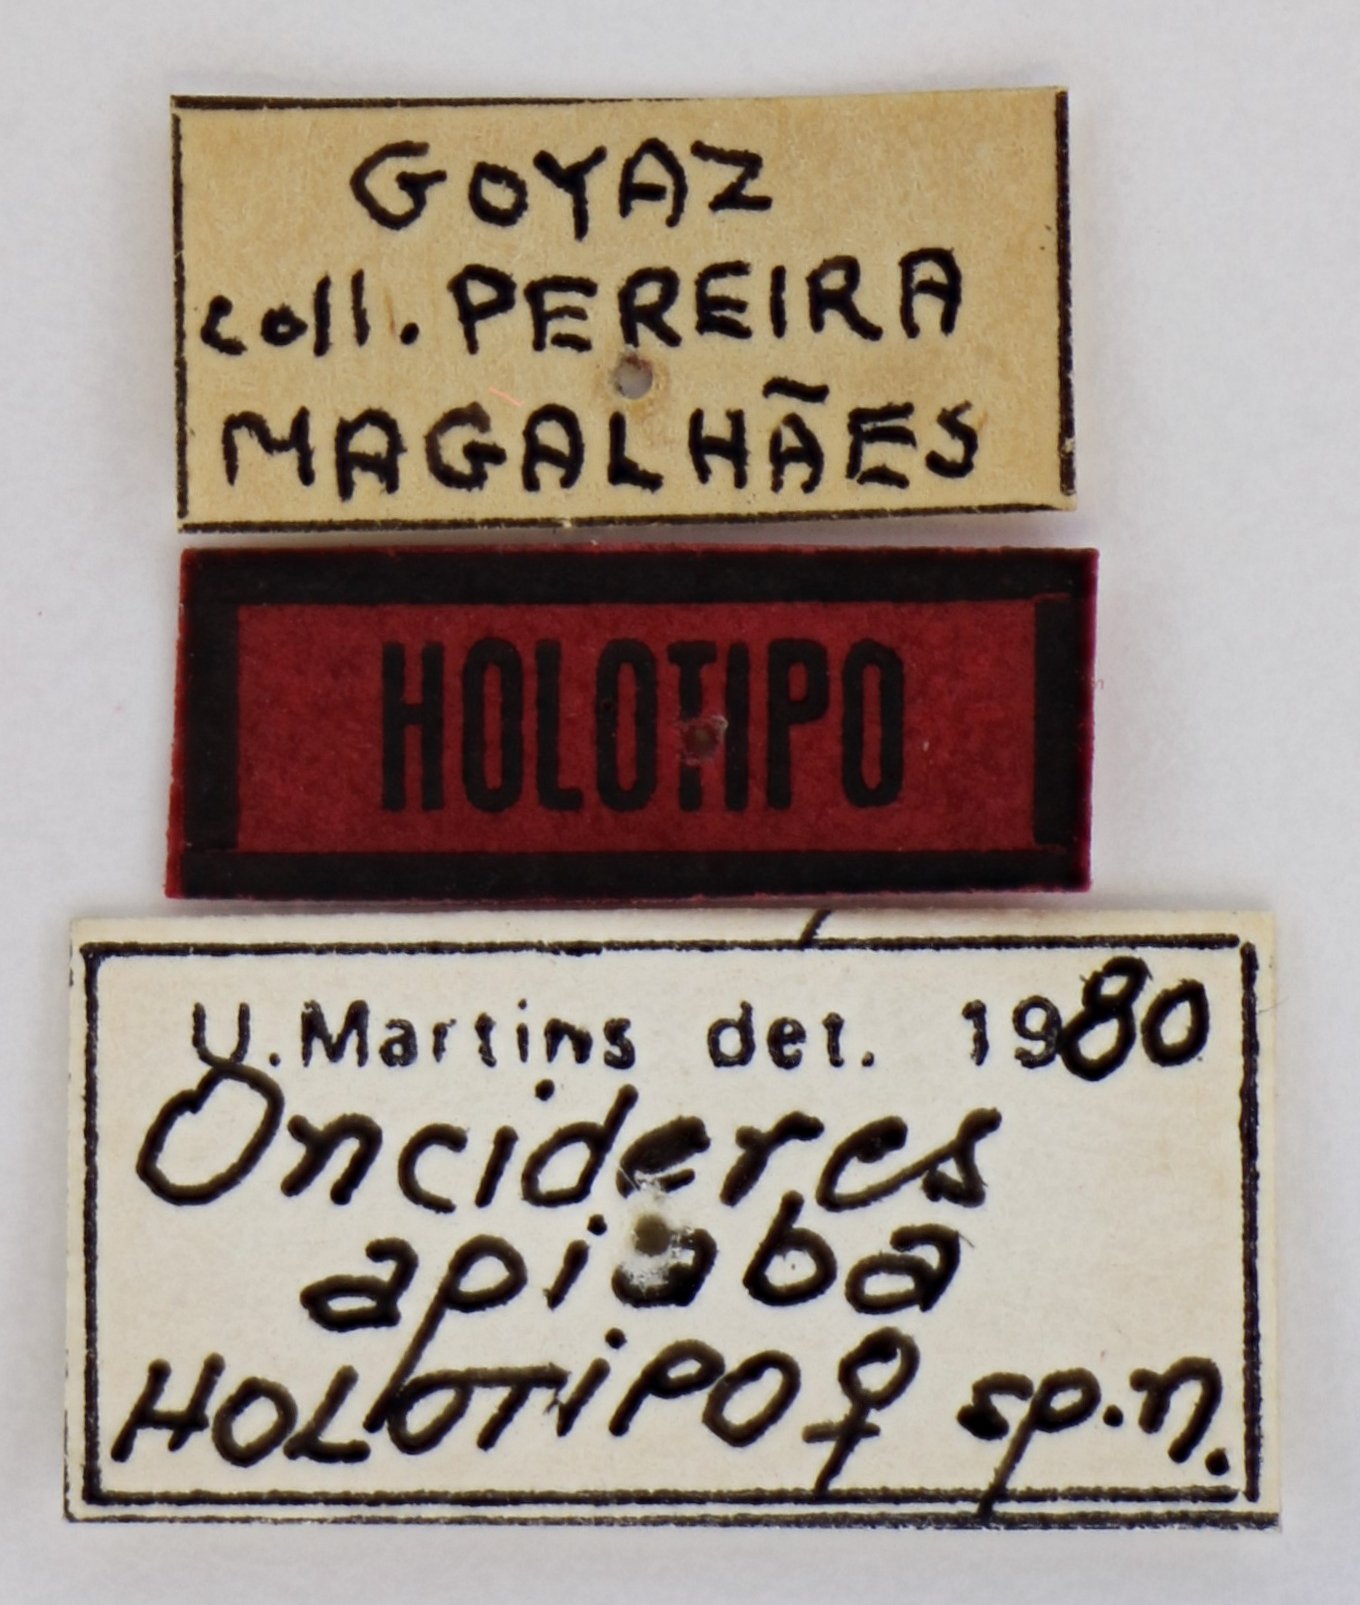 GOYAZ
coll. PEREIRA
MAGALHÃES
HOLOTIPO
U. Martins det. 1980
Oncideres
apiaba
HOLOTIPO ♀ sp.n.